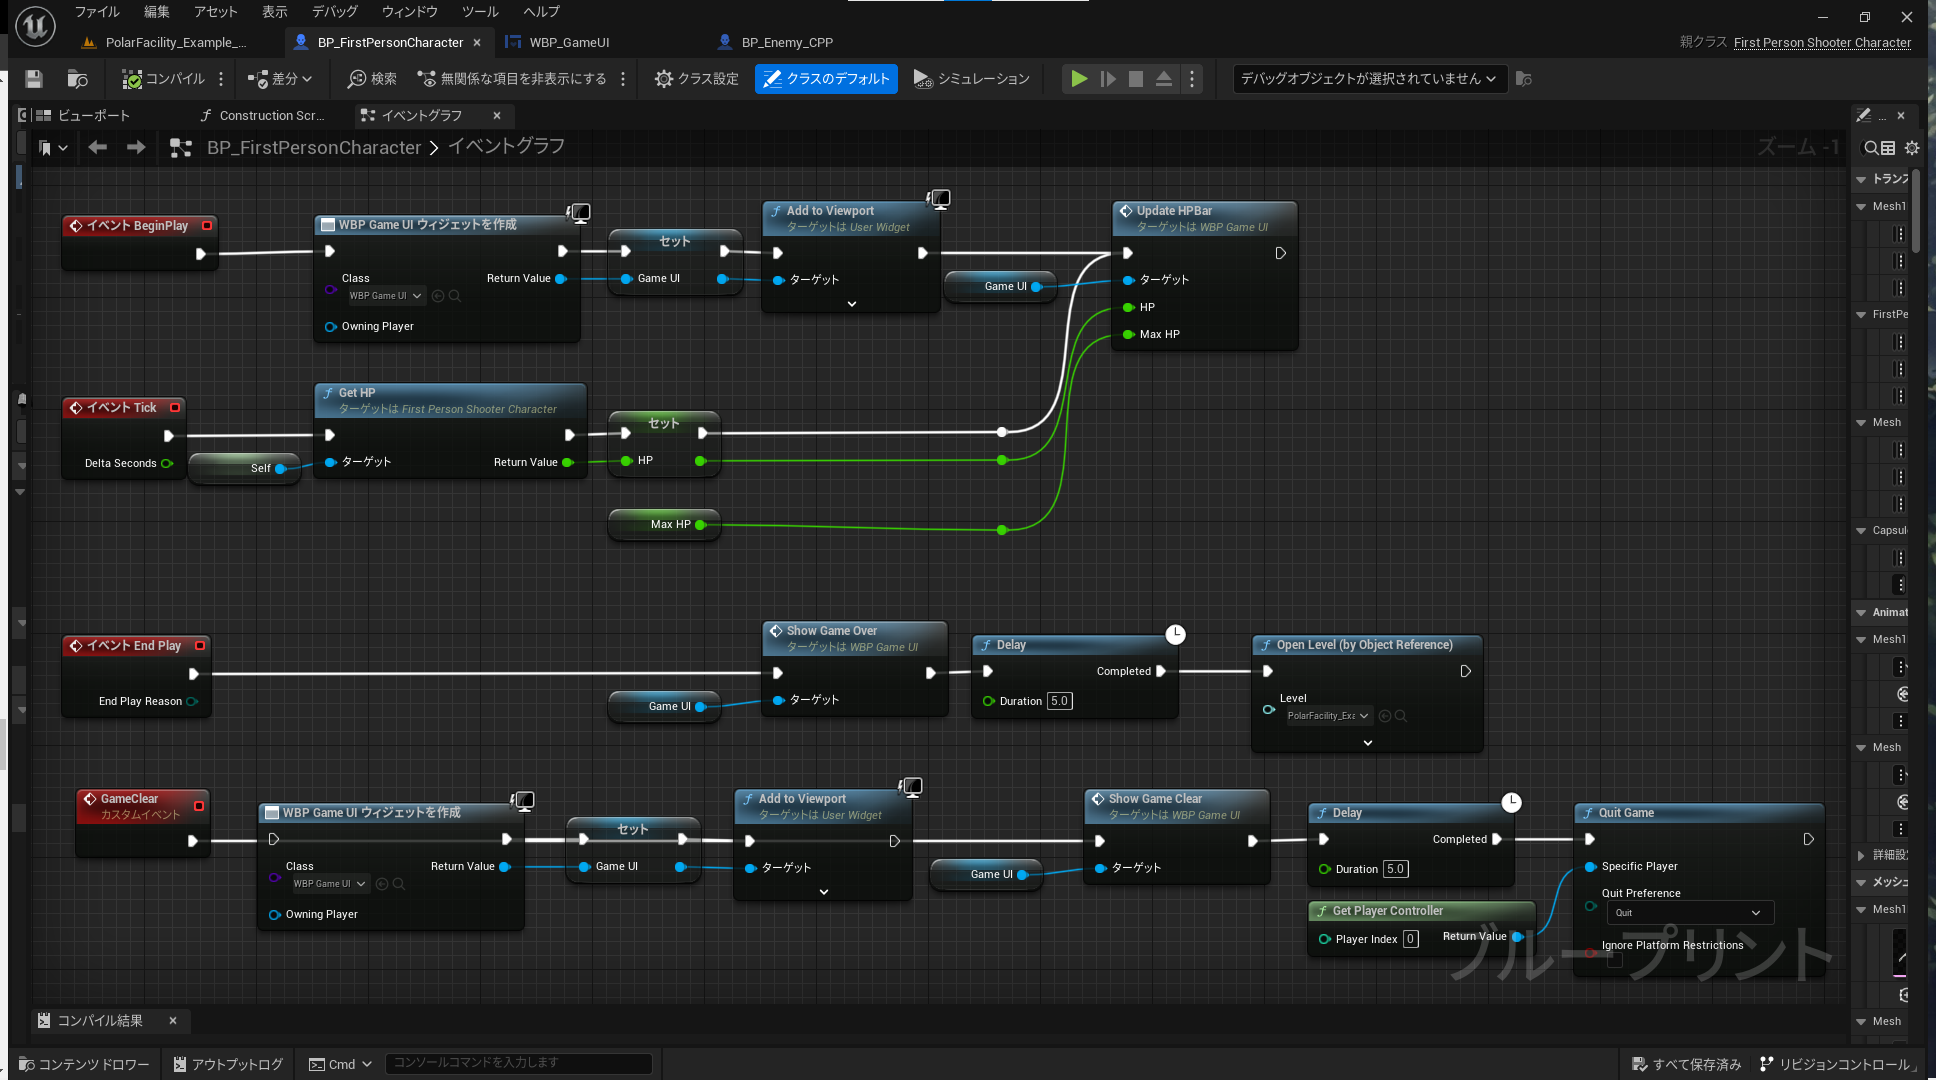 ファイル 編集 アセット 表示 デバッグ ウィンドウ ツール ヘルプ
PolarFacility_Example_... BP_FirstPersonCharacter WBP_GameUI BP_Enemy_CPP
親クラス First Person Shooter Character
コンパイル 差分 検索 無関係な項目を非表示にする クラス設定 クラスのデフォルト シミュレーション デバッグオブジェクトが選択されていません
ビューポート Construction Scr... イベントグラフ ...
BP_FirstPersonCharacter > イベントグラフ ズーム -1
イベント BeginPlay
WBP Game UI ウィジェットを作成
Class
WBP Game UI
Return Value
Owning Player
セット
Game UI
Add to Viewport
ターゲットは User Widget
ターゲット
Game UI
Update HPBar
ターゲットは WBP Game UI
ターゲット
HP
Max HP
イベント Tick
Delta Seconds
Self
Get HP
ターゲットは First Person Shooter Character
ターゲット
Return Value
セット
HP
Max HP
イベント End Play
End Play Reason
Game UI
Show Game Over
ターゲットは WBP Game UI
ターゲット
Delay
Completed
Duration 5.0
Open Level (by Object Reference)
Level
PolarFacility_Exa
GameClear
カスタムイベント
WBP Game UI ウィジェットを作成
Class
WBP Game UI
Return Value
Owning Player
セット
Game UI
Add to Viewport
ターゲットは User Widget
ターゲット
Game UI
Show Game Clear
ターゲットは WBP Game UI
ターゲット
Delay
Completed
Duration 5.0
Get Player Controller
Player Index 0
Return Value
Quit Game
Specific Player
Quit Preference
Quit
Ignore Platform Restrictions
ブループリント
トランス
Mesh1
FirstPe
Mesh
Capsul
Animat
Mesh1
Mesh
詳細設
メッシュ
Mesh1
Mesh
コンパイル結果
コンテンツドロワー アウトプットログ Cmd コンソールコマンドを入力します すべて保存済み リビジョンコントロール